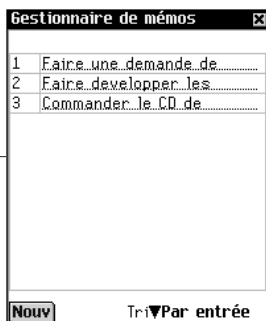 Gestionnaire de mémos
1 Faire une demande de
2 Faire developper les
3 Commander le CD de
Nouv Tri▼Par entrée